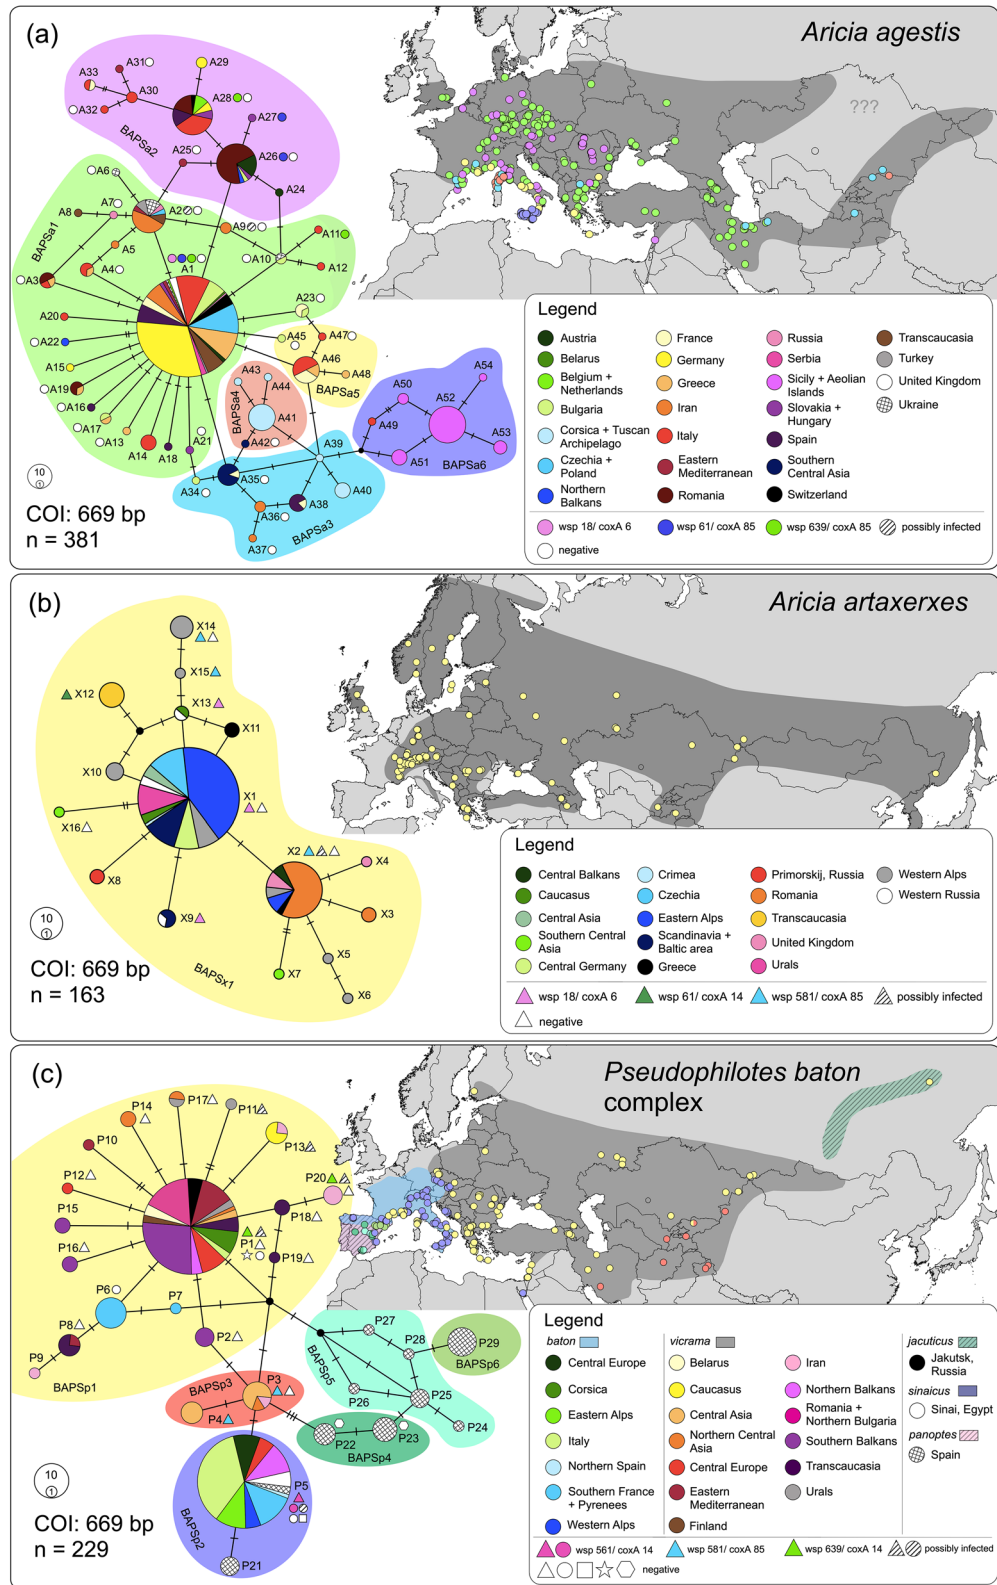 (a)
Aricia agestis
A33
A31
A29
A30
A28
A32
A27
BAPSa2
A25
A26
A24
A6
A7
A2
A8
A9
A11
BAPSa1
A5
A10
A12
A3
A4
A1
A23
A20
A45
A47
A22
A46
A48
A15
BAPSa5
A19
A43
A44
A54
A50
A52
A16
BAPSa4
A41
A17
A49
A53
A13
A42
A39
A51
BAPSa6
A14
A18
A21
A34
A35
A38
A40
A36
BAPSa3
A37
???
10
1
COI: 669 bp
n = 381
Legend
Austria
Belarus
Belgium +
Netherlands
Bulgaria
Corsica + Tuscan
Archipelago
Czechia +
Poland
Northern
Balkans
France
Germany
Greece
Iran
Italy
Eastern
Mediterranean
Romania
Russia
Serbia
Sicily + Aeolian
Islands
Slovakia +
Hungary
Spain
Southern
Central Asia
Switzerland
Transcaucasia
Turkey
United Kingdom
Ukraine
wsp 18/ coxA 6
wsp 61/ coxA 85
wsp 639/ coxA 85
possibly infected
negative
(b)
Aricia artaxerxes
X14
X15
X12
X13
X11
X10
X1
X16
X2
X4
X8
X3
X9
X5
X7
X6
BAPSx1
10
1
COI: 669 bp
n = 163
Legend
Central Balkans
Caucasus
Central Asia
Southern Central
Asia
Central Germany
Crimea
Czechia
Eastern Alps
Scandinavia +
Baltic area
Greece
Primorskij, Russia
Romania
Transcaucasia
United Kingdom
Urals
Western Alps
Western Russia
wsp 18/ coxA 6
wsp 61/ coxA 14
wsp 581/ coxA 85
possibly infected
negative
(c)
Pseudophilotes baton
complex
P17
P11
P14
P10
P13
P12
P20
P15
P18
P1
P16
P19
P6
P7
P8
P2
P9
BAPSp1
P27
P28
P29
BAPSp5
BAPSp6
P3
BAPSp3
P26
P25
P4
P24
P22
P23
BAPSp4
P5
BAPSp2
P21
10
1
COI: 669 bp
n = 229
Legend
baton
Central Europe
Corsica
Eastern Alps
Italy
Northern Spain
Southern France
+ Pyrenees
Western Alps
vicrama
Belarus
Caucasus
Central Asia
Northern Central
Asia
Central Europe
Eastern
Mediterranean
Finland
Iran
Northern Balkans
Romania +
Northern Bulgaria
Southern Balkans
Transcaucasia
Urals
jacuticus
Jakutsk,
Russia
sinaicus
Sinai, Egypt
panoptes
Spain
wsp 561/ coxA 14
wsp 581/ coxA 85
wsp 639/ coxA 14
possibly infected
negative